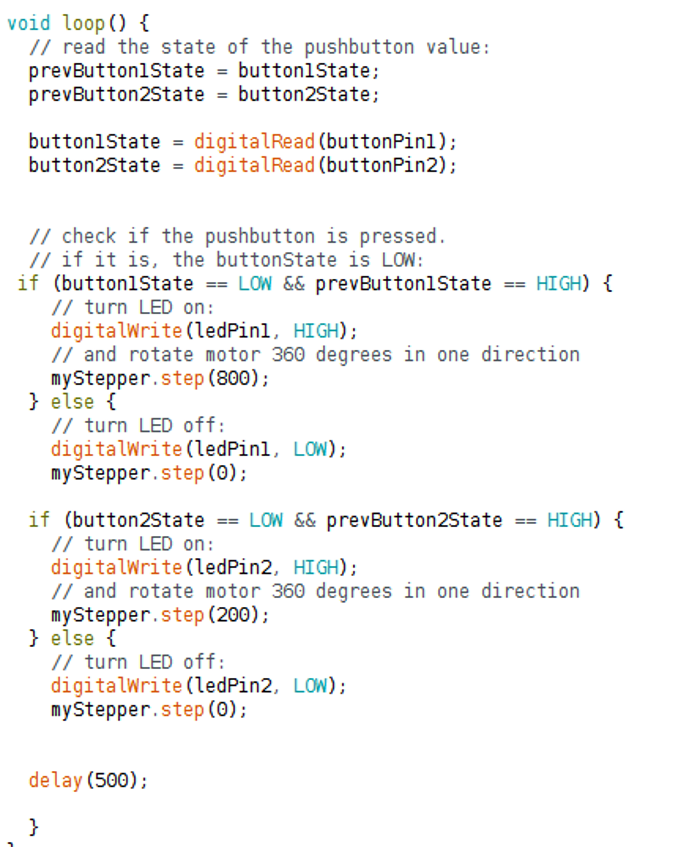 void loop() {
  // read the state of the pushbutton value:
  prevButton1State = button1State;
  prevButton2State = button2State;

  button1State = digitalRead(buttonPin1);
  button2State = digitalRead(buttonPin2);


  // check if the pushbutton is pressed.
  // if it is, the buttonState is LOW:
 if (button1State == LOW && prevButton1State == HIGH) {
    // turn LED on:
    digitalWrite(ledPin1, HIGH);
    // and rotate motor 360 degrees in one direction
    myStepper.step(800);
  } else {
    // turn LED off:
    digitalWrite(ledPin1, LOW);
    myStepper.step(0);

  if (button2State == LOW && prevButton2State == HIGH) {
    // turn LED on:
    digitalWrite(ledPin2, HIGH);
    // and rotate motor 360 degrees in one direction
    myStepper.step(200);
  } else {
    // turn LED off:
    digitalWrite(ledPin2, LOW);
    myStepper.step(0);


  delay(500);

  }
}